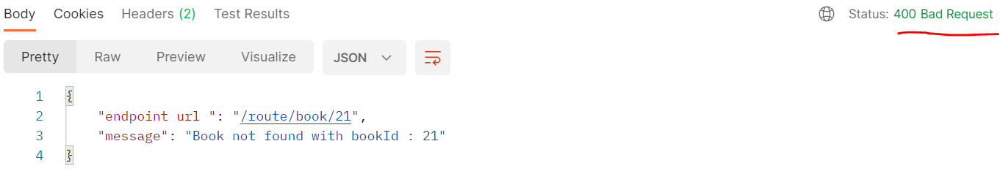 Body Cookies Headers (2) Test Results Status: 400 Bad Request
Pretty Raw Preview Visualize JSON
1 {
2 "endpoint url ": "/route/book/21",
3 "message": "Book not found with bookId : 21"
4 }